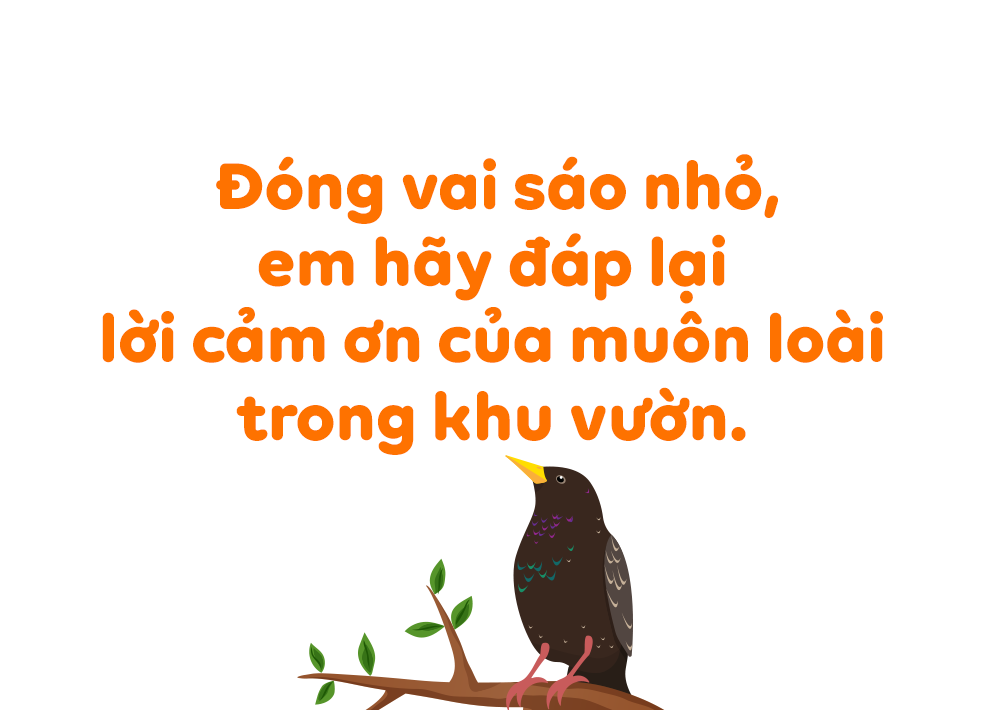 Đóng vai sáo nhỏ,
em hãy đáp lại
lời cảm ơn của muôn loài
trong khu vườn.